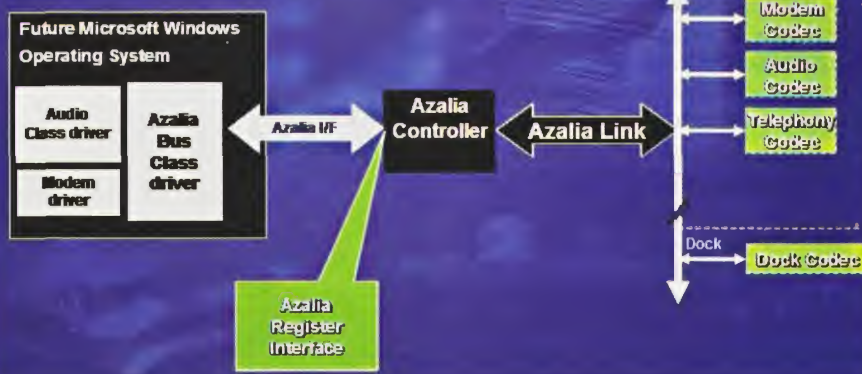 Future Microsoft Windows
Operating System
Audio
Class driver
Modem
driver
Azalia
Bus
Class
driver
Azalia I/F
Azalia
Controller
Azalia Link
Modem
Codec
Audio
Codec
Telephony
Codec
Dock
Dock Codec
Azalia
Register
Interface